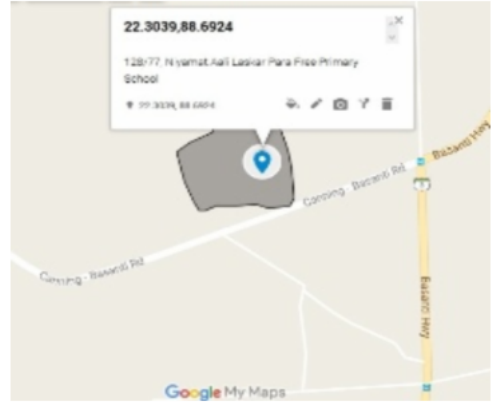 22.3039,88.6924
128/77, Niyamat Aali Laskar Para Free Primary
School
22.3039, 88.6924
Basanti Hwy
Canning - Basanti Rd
1
Canning - Basanti Rd
Basanti Hwy
Google My Maps